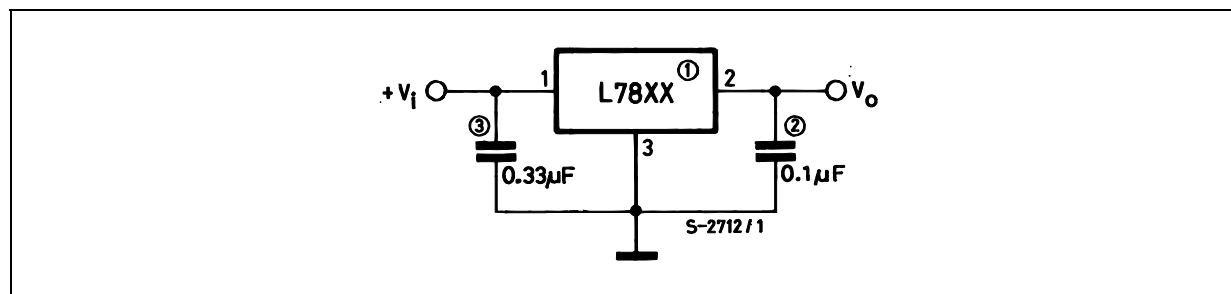 1 L78XX ① 2
+Vi Vo
③ 3 ②
0.33µF 0.1µF
S-2712/1